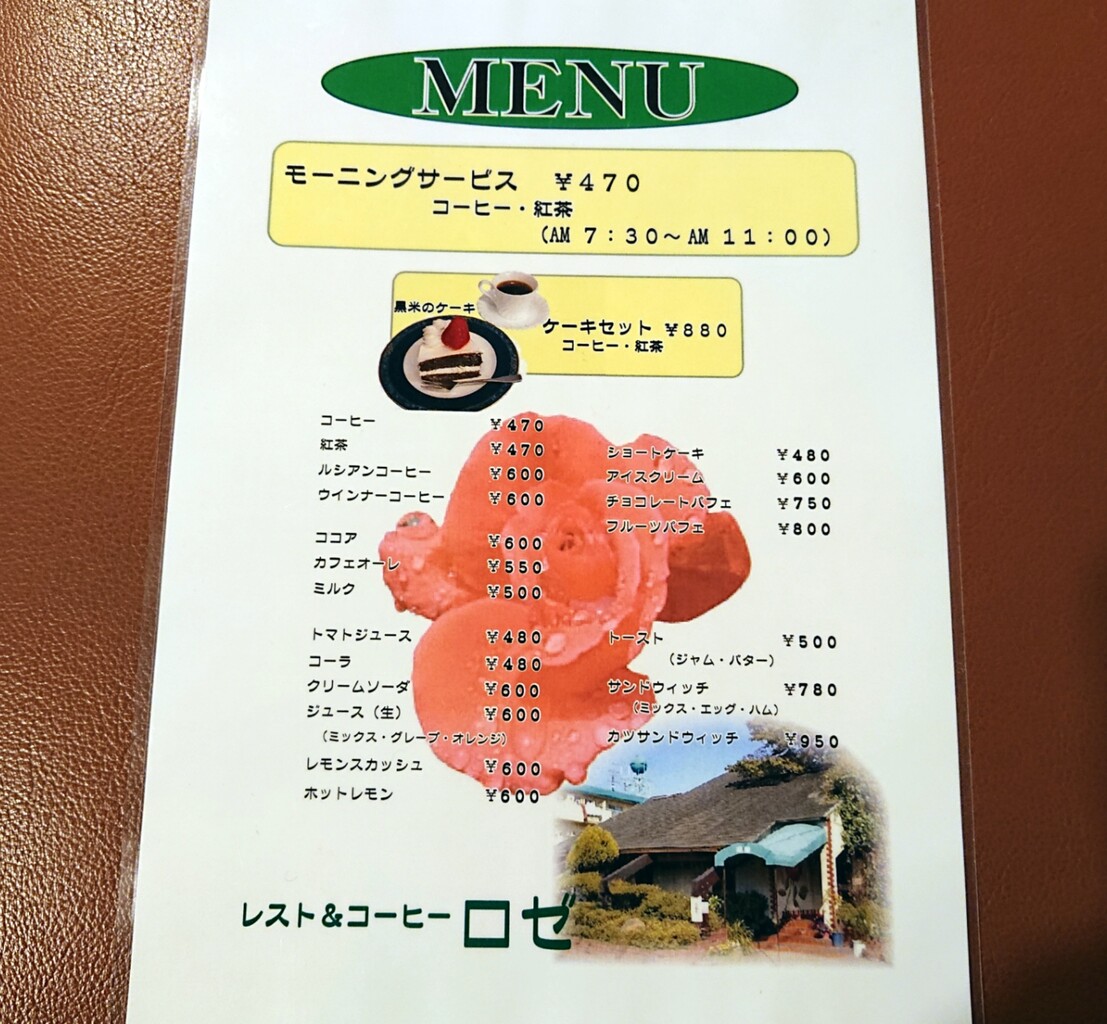 MENU
モーニングサービス ¥470
コーヒー・紅茶
(AM 7:30～AM 11:00)
黒米のケーキ
ケーキセット ¥880
コーヒー・紅茶
コーヒー ¥470
紅茶 ¥470
ルシアンコーヒー ¥600
ウインナーコーヒー ¥600
ココア ¥600
カフェオーレ ¥550
ミルク ¥500
トマトジュース ¥480
コーラ ¥480
クリームソーダ ¥600
ジュース（生） ¥600
（ミックス・グレープ・オレンジ）
レモンスカッシュ ¥600
ホットレモン ¥600
ショートケーキ ¥480
アイスクリーム ¥600
チョコレートパフェ ¥750
フルーツパフェ ¥800
トースト ¥500
（ジャム・バター）
サンドウィッチ ¥780
（ミックス・エッグ・ハム）
カツサンドウィッチ ¥950
レスト＆コーヒー ロゼ